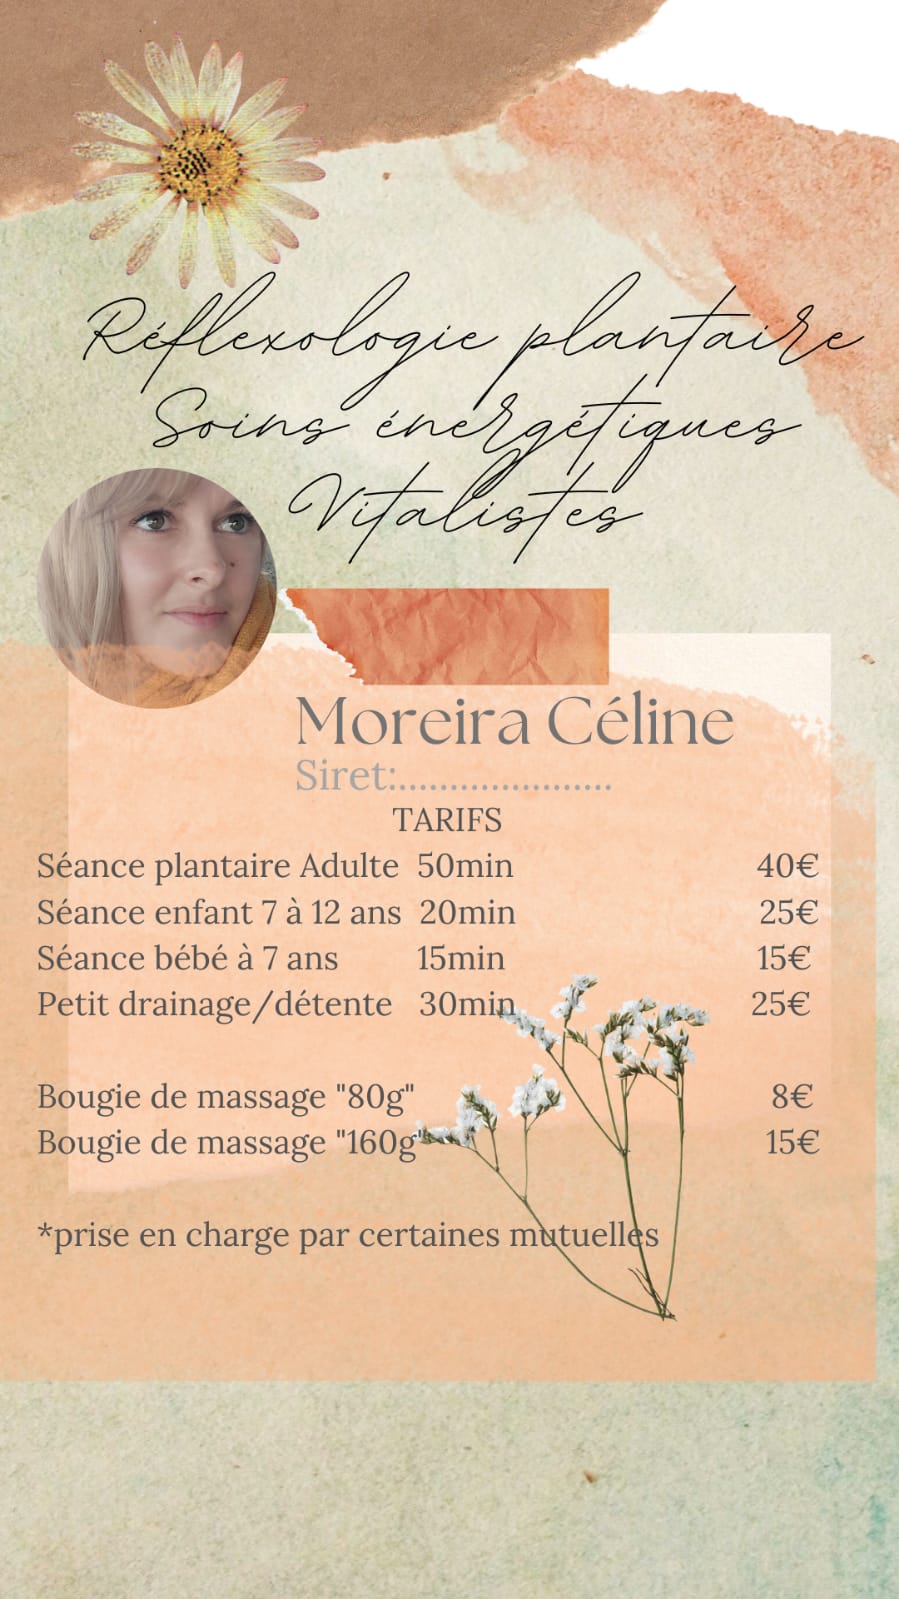 Réflexologie plantaire
Soins énergétiques
Vitalistes
Moreira Céline
Siret:......................
TARIFS
Séance plantaire Adulte 50min 40€
Séance enfant 7 à 12 ans 20min 25€
Séance bébé à 7 ans 15min 15€
Petit drainage/détente 30min 25€
Bougie de massage "80g" 8€
Bougie de massage "160g" 15€
*prise en charge par certaines mutuelles